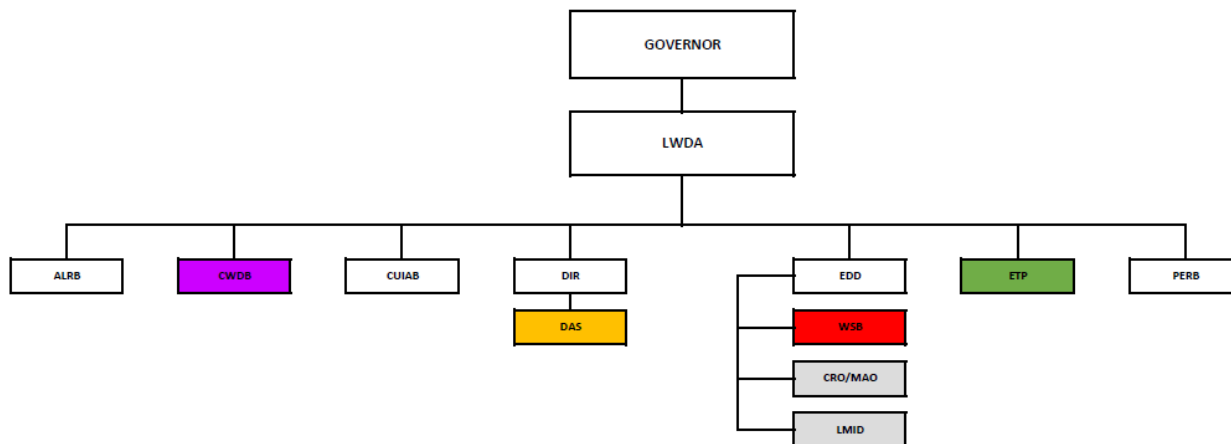 GOVERNOR
LWDA
ALRB
CWDB
CUIAB
DIR
EDD
ETP
PERB
DAS
WSB
CRO/MAO
LMID